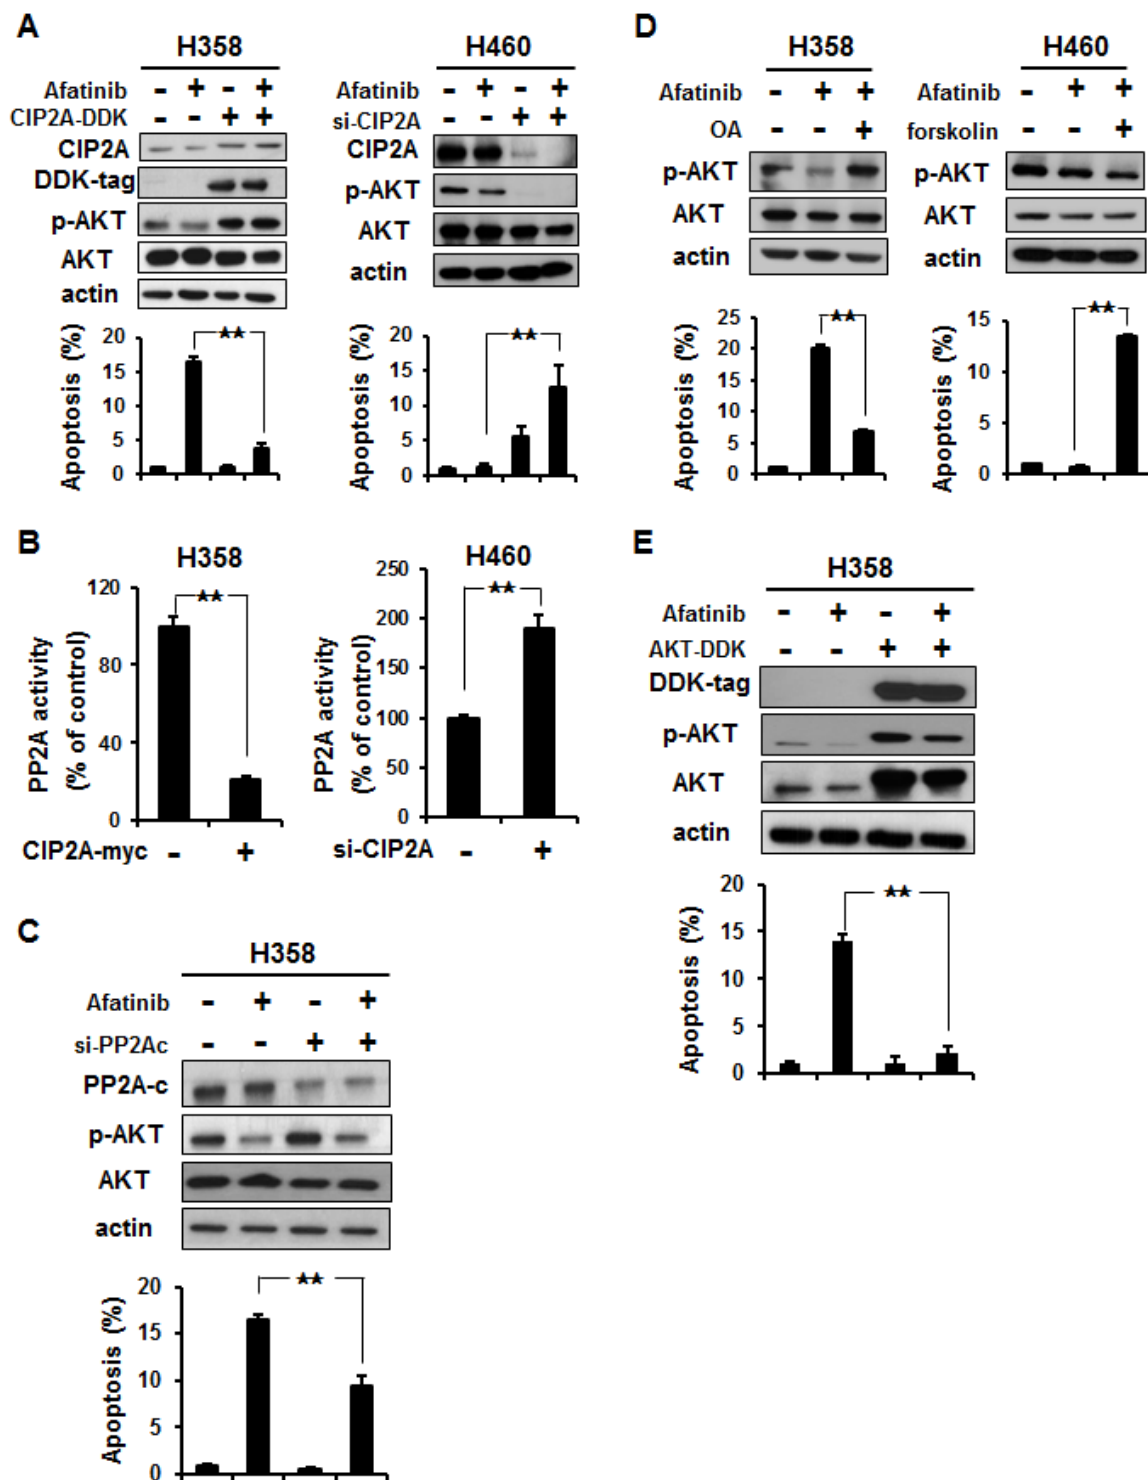 A
H358
Afatinib - + - +
CIP2A-DDK - - + +
CIP2A
DDK-tag
p-AKT
AKT
actin
Apoptosis (%)
20
15
10
5
0
★★
H460
Afatinib - + - +
si-CIP2A - - + +
CIP2A
p-AKT
AKT
actin
Apoptosis (%)
20
15
10
5
0
★★
B
H358
PP2A activity
(% of control)
120
80
40
0
★★
CIP2A-myc - +
H460
PP2A activity
(% of control)
250
200
150
100
50
0
★★
si-CIP2A - +
C
H358
Afatinib - + - +
si-PP2Ac - - + +
PP2A-c
p-AKT
AKT
actin
Apoptosis (%)
20
15
10
5
0
★★
D
H358
Afatinib - + +
OA - - +
p-AKT
AKT
actin
Apoptosis (%)
25
20
15
10
5
0
★★
H460
Afatinib - + +
forskolin - - +
p-AKT
AKT
actin
Apoptosis (%)
15
10
5
0
★★
E
H358
Afatinib - + - +
AKT-DDK - - + +
DDK-tag
p-AKT
AKT
actin
Apoptosis (%)
20
15
10
5
0
★★